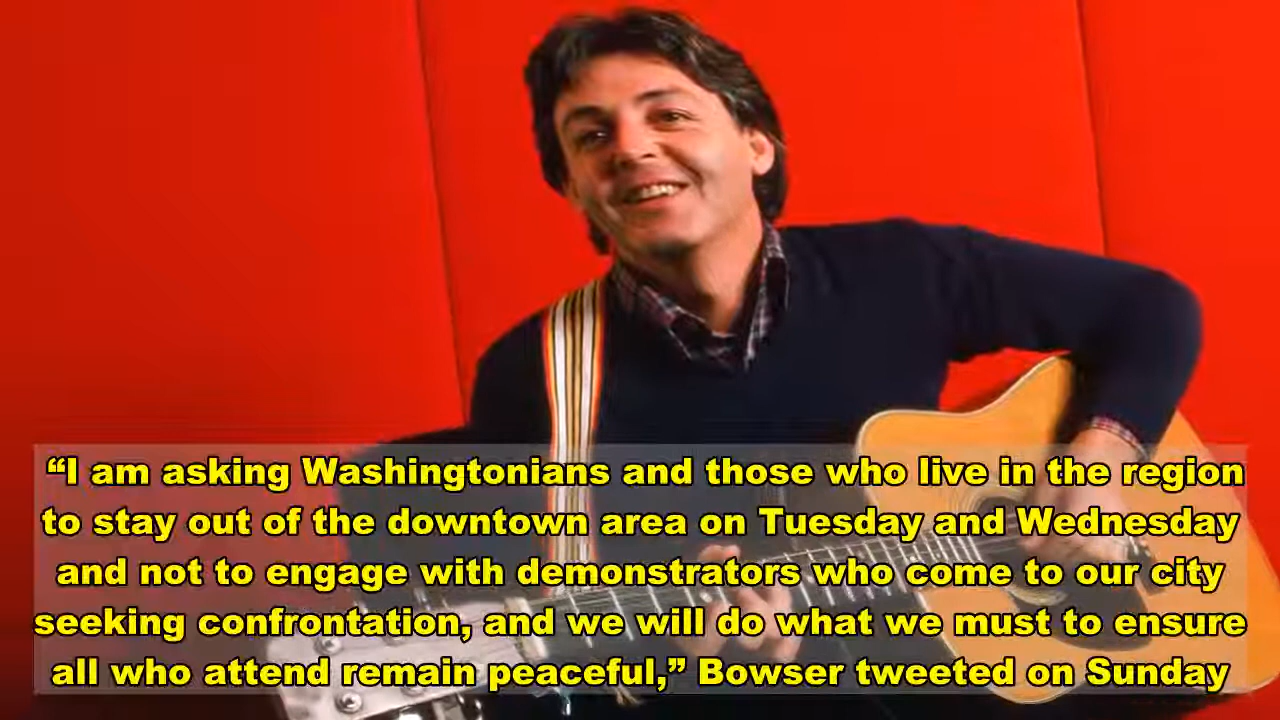 “I am asking Washingtonians and those who live in the region
to stay out of the downtown area on Tuesday and Wednesday
and not to engage with demonstrators who come to our city
seeking confrontation, and we will do what we must to ensure
all who attend remain peaceful,” Bowser tweeted on Sunday